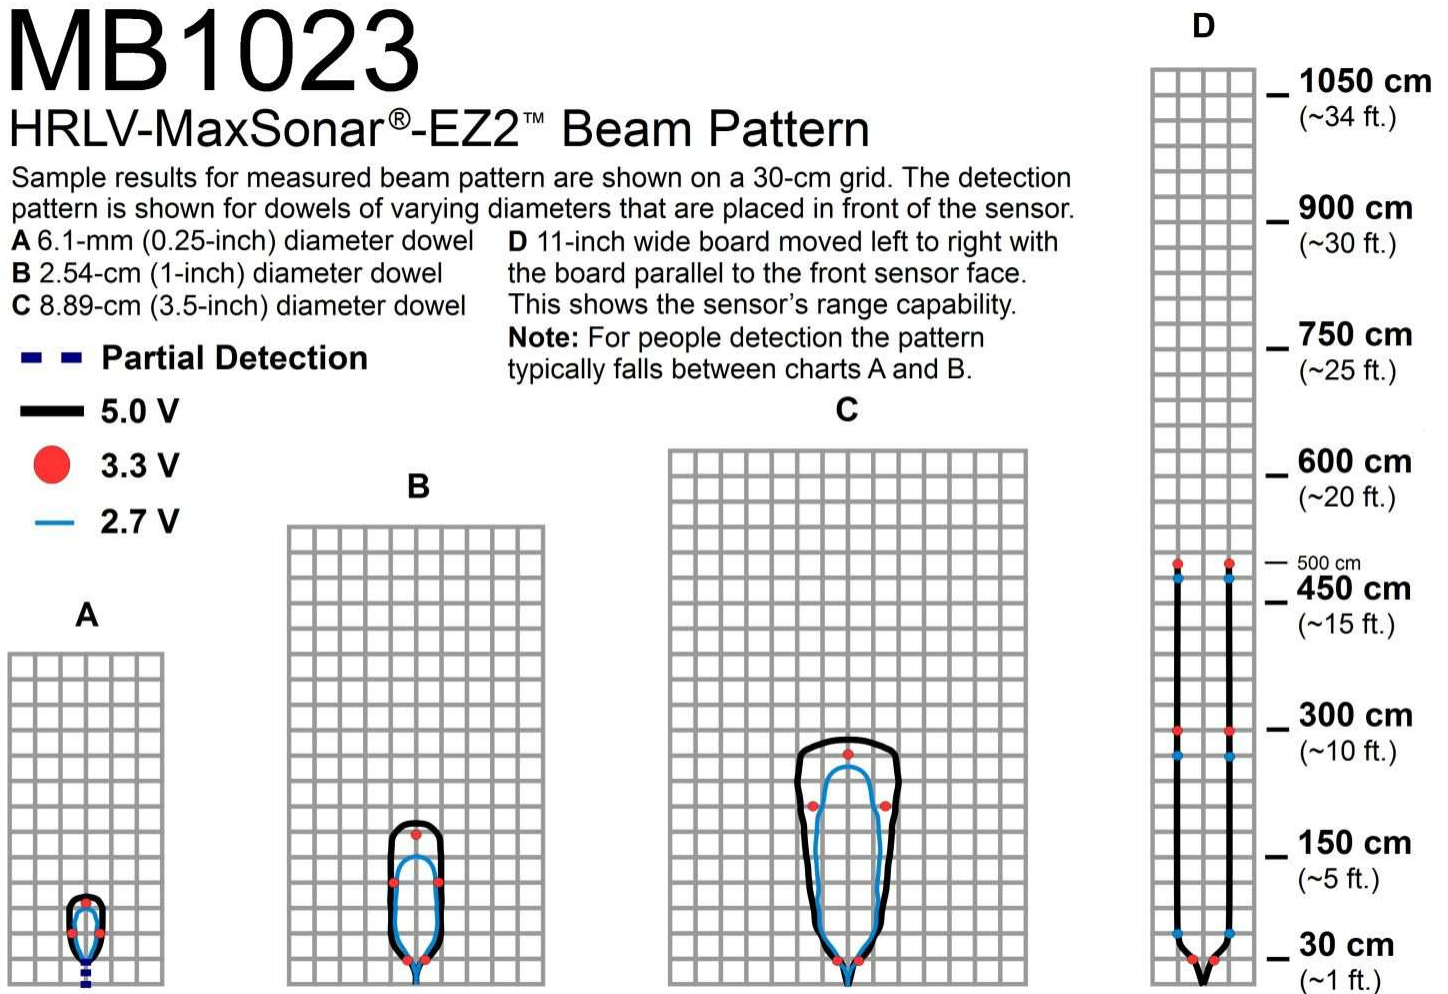 MB1023
HRLV-MaxSonar®-EZ2™ Beam Pattern
Sample results for measured beam pattern are shown on a 30-cm grid. The detection
pattern is shown for dowels of varying diameters that are placed in front of the sensor.
A 6.1-mm (0.25-inch) diameter dowel
B 2.54-cm (1-inch) diameter dowel
C 8.89-cm (3.5-inch) diameter dowel
D 11-inch wide board moved left to right with
the board parallel to the front sensor face.
This shows the sensor's range capability.
Note: For people detection the pattern
typically falls between charts A and B.
Partial Detection
5.0 V
3.3 V
2.7 V
A
B
C
D
1050 cm
(~34 ft.)
900 cm
(~30 ft.)
750 cm
(~25 ft.)
600 cm
(~20 ft.)
500 cm
450 cm
(~15 ft.)
300 cm
(~10 ft.)
150 cm
(~5 ft.)
30 cm
(~1 ft.)